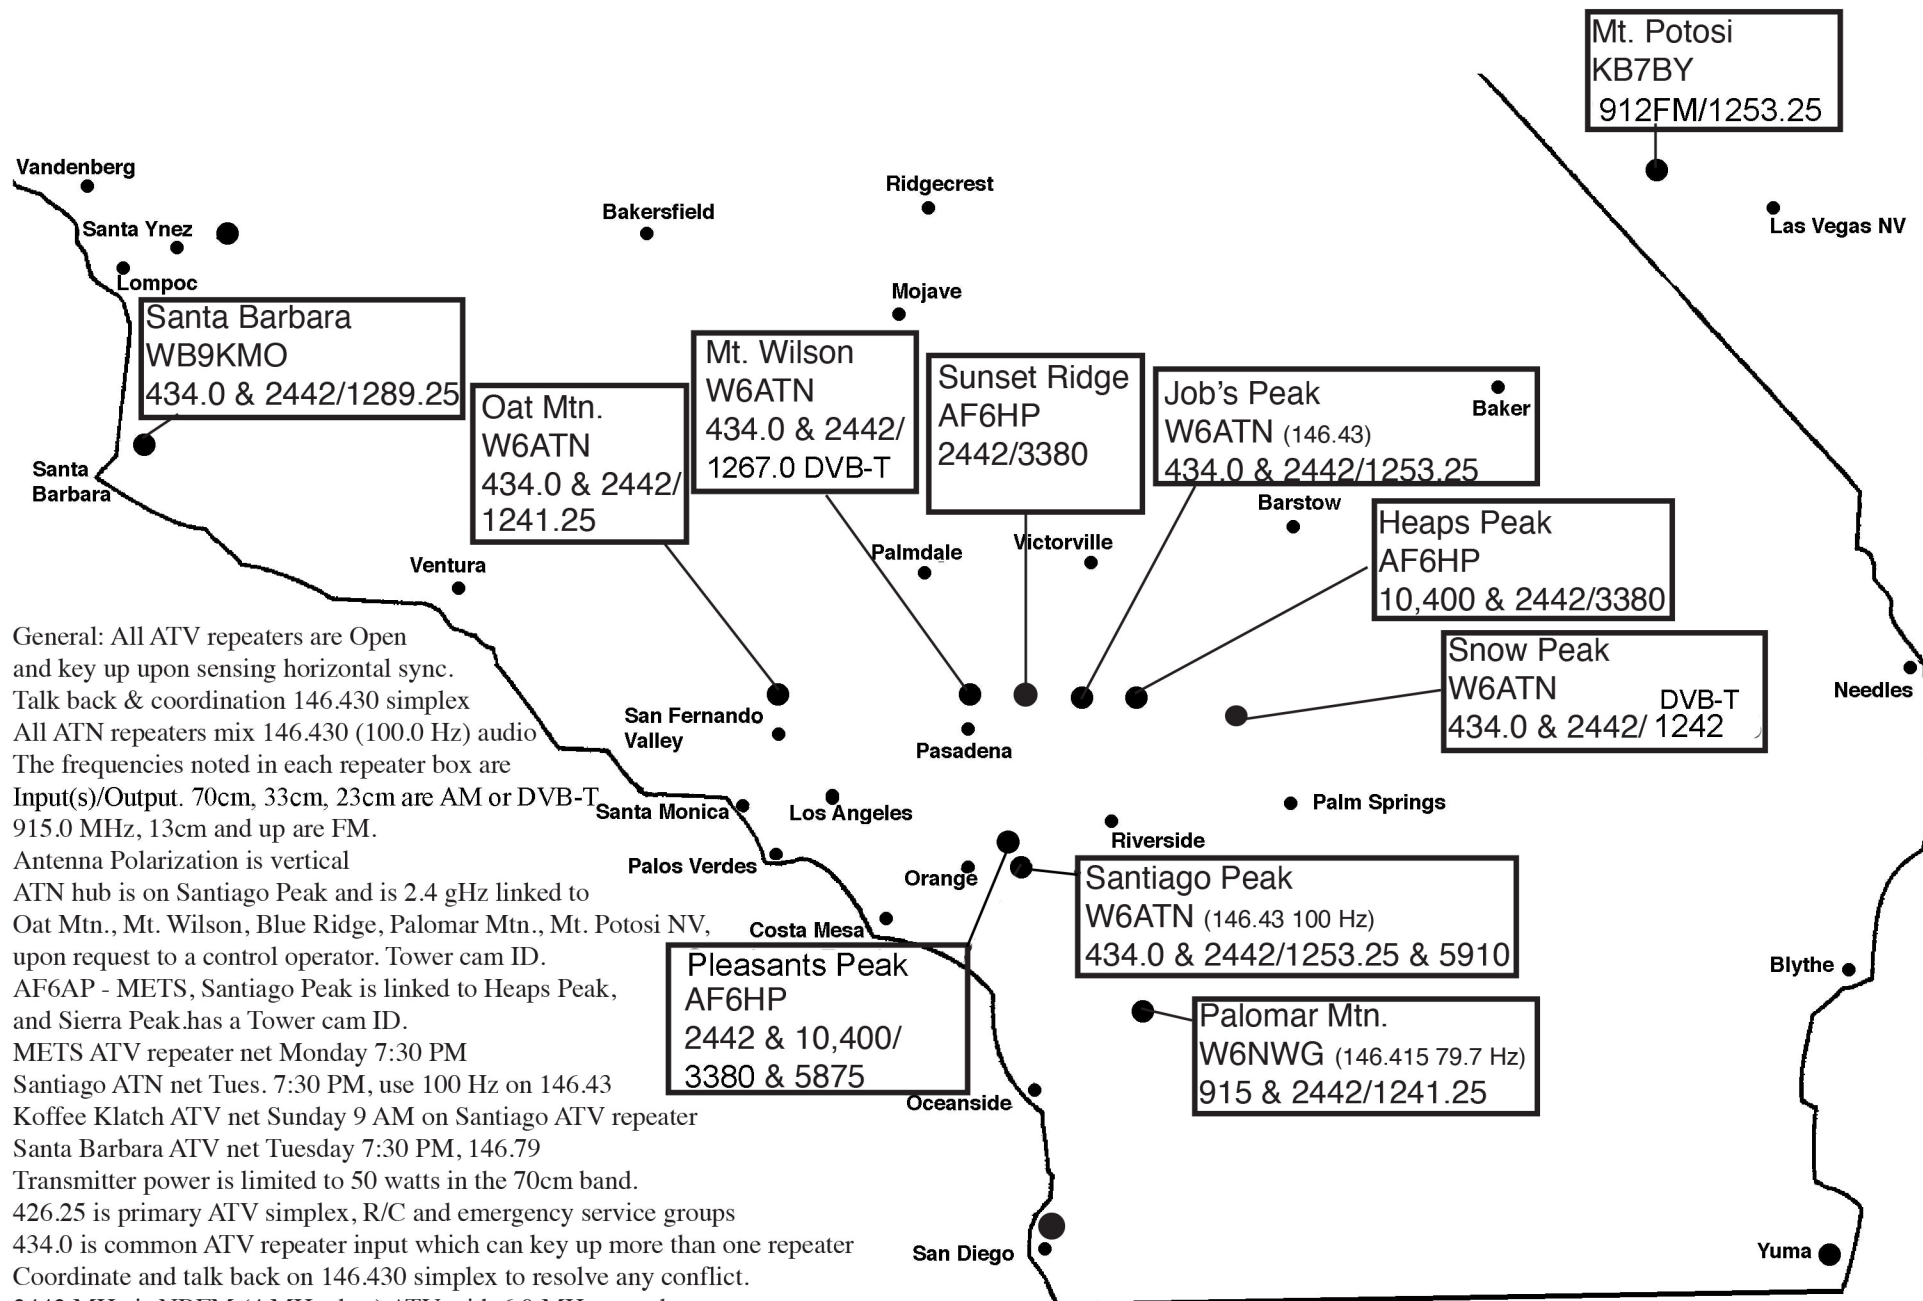 Mt. Potosi
KB7BY
912FM/1253.25
Vandenberg
Santa Ynez
Lompoc
Bakersfield
Ridgecrest
Las Vegas NV
Mojave
Santa Barbara
WB9KMO
434.0 & 2442/1289.25
Santa
Barbara
Oat Mtn.
W6ATN
434.0 & 2442/
1241.25
Mt. Wilson
W6ATN
434.0 & 2442/
1267.0 DVB-T
Sunset Ridge
AF6HP
2442/3380
Job's Peak
W6ATN (146.43)
434.0 & 2442/1253.25
Baker
Barstow
Heaps Peak
AF6HP
10,400 & 2442/3380
Ventura
Palmdale
Victorville
Snow Peak
W6ATN
DVB-T
434.0 & 2442/ 1242
Needles
San Fernando
Valley
Pasadena
Santa Monica
Los Angeles
Palm Springs
Riverside
Palos Verdes
Orange
Costa Mesa
Santiago Peak
W6ATN (146.43 100 Hz)
434.0 & 2442/1253.25 & 5910
Pleasants Peak
AF6HP
2442 & 10,400/
3380 & 5875
Blythe
Palomar Mtn.
W6NWG (146.415 79.7 Hz)
915 & 2442/1241.25
Oceanside
San Diego
Yuma
General: All ATV repeaters are Open
and key up upon sensing horizontal sync.
Talk back & coordination 146.430 simplex
All ATN repeaters mix 146.430 (100.0 Hz) audio
The frequencies noted in each repeater box are
Input(s)/Output. 70cm, 33cm, 23cm are AM or DVB-T
915.0 MHz, 13cm and up are FM.
Antenna Polarization is vertical
ATN hub is on Santiago Peak and is 2.4 gHz linked to
Oat Mtn., Mt. Wilson, Blue Ridge, Palomar Mtn., Mt. Potosi NV,
upon request to a control operator. Tower cam ID.
AF6AP - METS, Santiago Peak is linked to Heaps Peak,
and Sierra Peak.has a Tower cam ID.
METS ATV repeater net Monday 7:30 PM
Santiago ATN net Tues. 7:30 PM, use 100 Hz on 146.43
Koffee Klatch ATV net Sunday 9 AM on Santiago ATV repeater
Santa Barbara ATV net Tuesday 7:30 PM, 146.79
Transmitter power is limited to 50 watts in the 70cm band.
426.25 is primary ATV simplex, R/C and emergency service groups
434.0 is common ATV repeater input which can key up more than one repeater
Coordinate and talk back on 146.430 simplex to resolve any conflict.